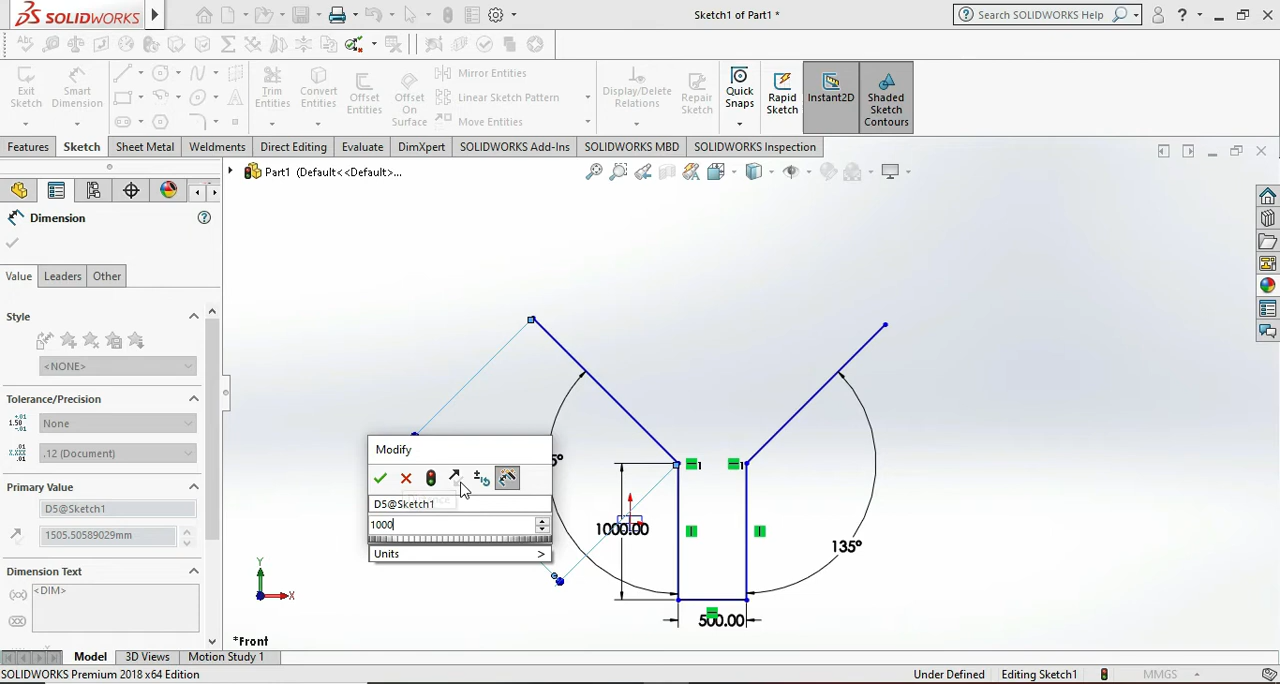 SOLIDWORKS
Sketch1 of Part1 *
Search SOLIDWORKS Help
Exit Sketch
Smart Dimension
Trim Entities
Convert Entities
Offset Entities
Offset On Surface
Mirror Entities
Linear Sketch Pattern
Move Entities
Display/Delete Relations
Repair Sketch
Quick Snaps
Rapid Sketch
Instant2D
Shaded Sketch Contours
Features
Sketch
Sheet Metal
Weldments
Direct Editing
Evaluate
DimXpert
SOLIDWORKS Add-Ins
SOLIDWORKS MBD
SOLIDWORKS Inspection
Part1 (Default<<Default>...
Dimension
Value
Leaders
Other
Style
<NONE>
Tolerance/Precision
None
.12 (Document)
Primary Value
D5@Sketch1
1505.50589029mm
Dimension Text
<DIM>
Modify
D5@Sketch1
1000
Units
5°
1
1
1000.00
135°
500.00
Y
X
*Front
Model
3D Views
Motion Study 1
SOLIDWORKS Premium 2018 x64 Edition
Under Defined
Editing Sketch1
MMGS